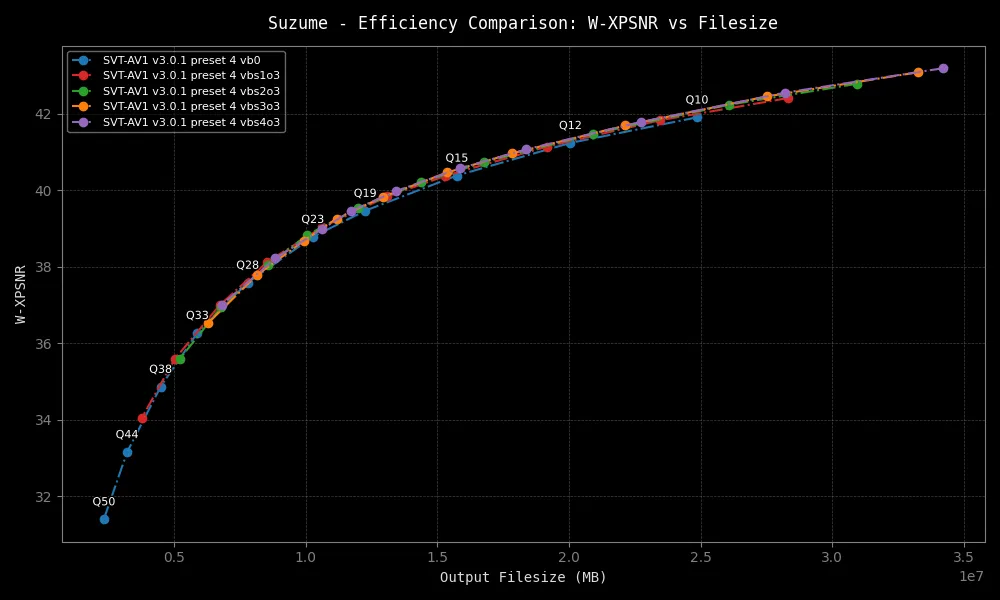 Suzume - Efficiency Comparison: W-XPSNR vs Filesize
SVT-AV1 v3.0.1 preset 4 vb0
SVT-AV1 v3.0.1 preset 4 vbs1o3
SVT-AV1 v3.0.1 preset 4 vbs2o3
SVT-AV1 v3.0.1 preset 4 vbs3o3
SVT-AV1 v3.0.1 preset 4 vbs4o3
Q10
Q12
Q15
Q19
Q23
Q28
Q33
Q38
Q44
Q50
W-XPSNR
42
40
38
36
34
32
0.5 1.0 1.5 2.0 2.5 3.0 3.5
1e7
Output Filesize (MB)